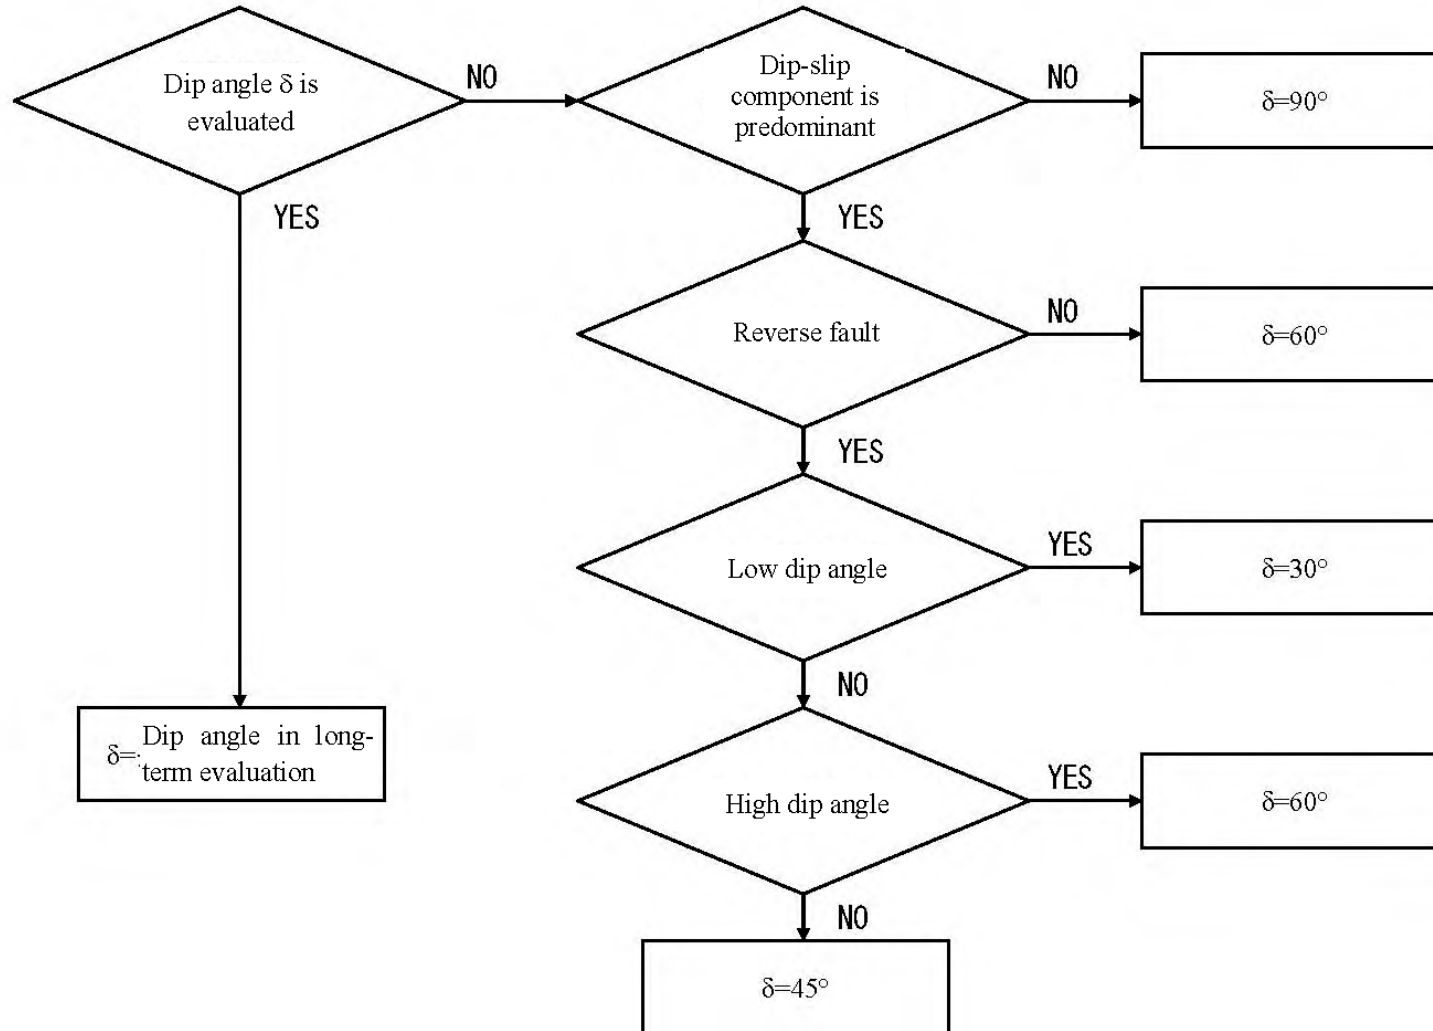 Dip angle δ is
evaluated
NO
Dip-slip
component is
predominant
NO
δ=90°
YES
YES
Reverse fault
NO
δ=60°
YES
Low dip angle
YES
δ=30°
NO
δ=
Dip angle in long-
term evaluation
High dip angle
YES
δ=60°
NO
δ=45°